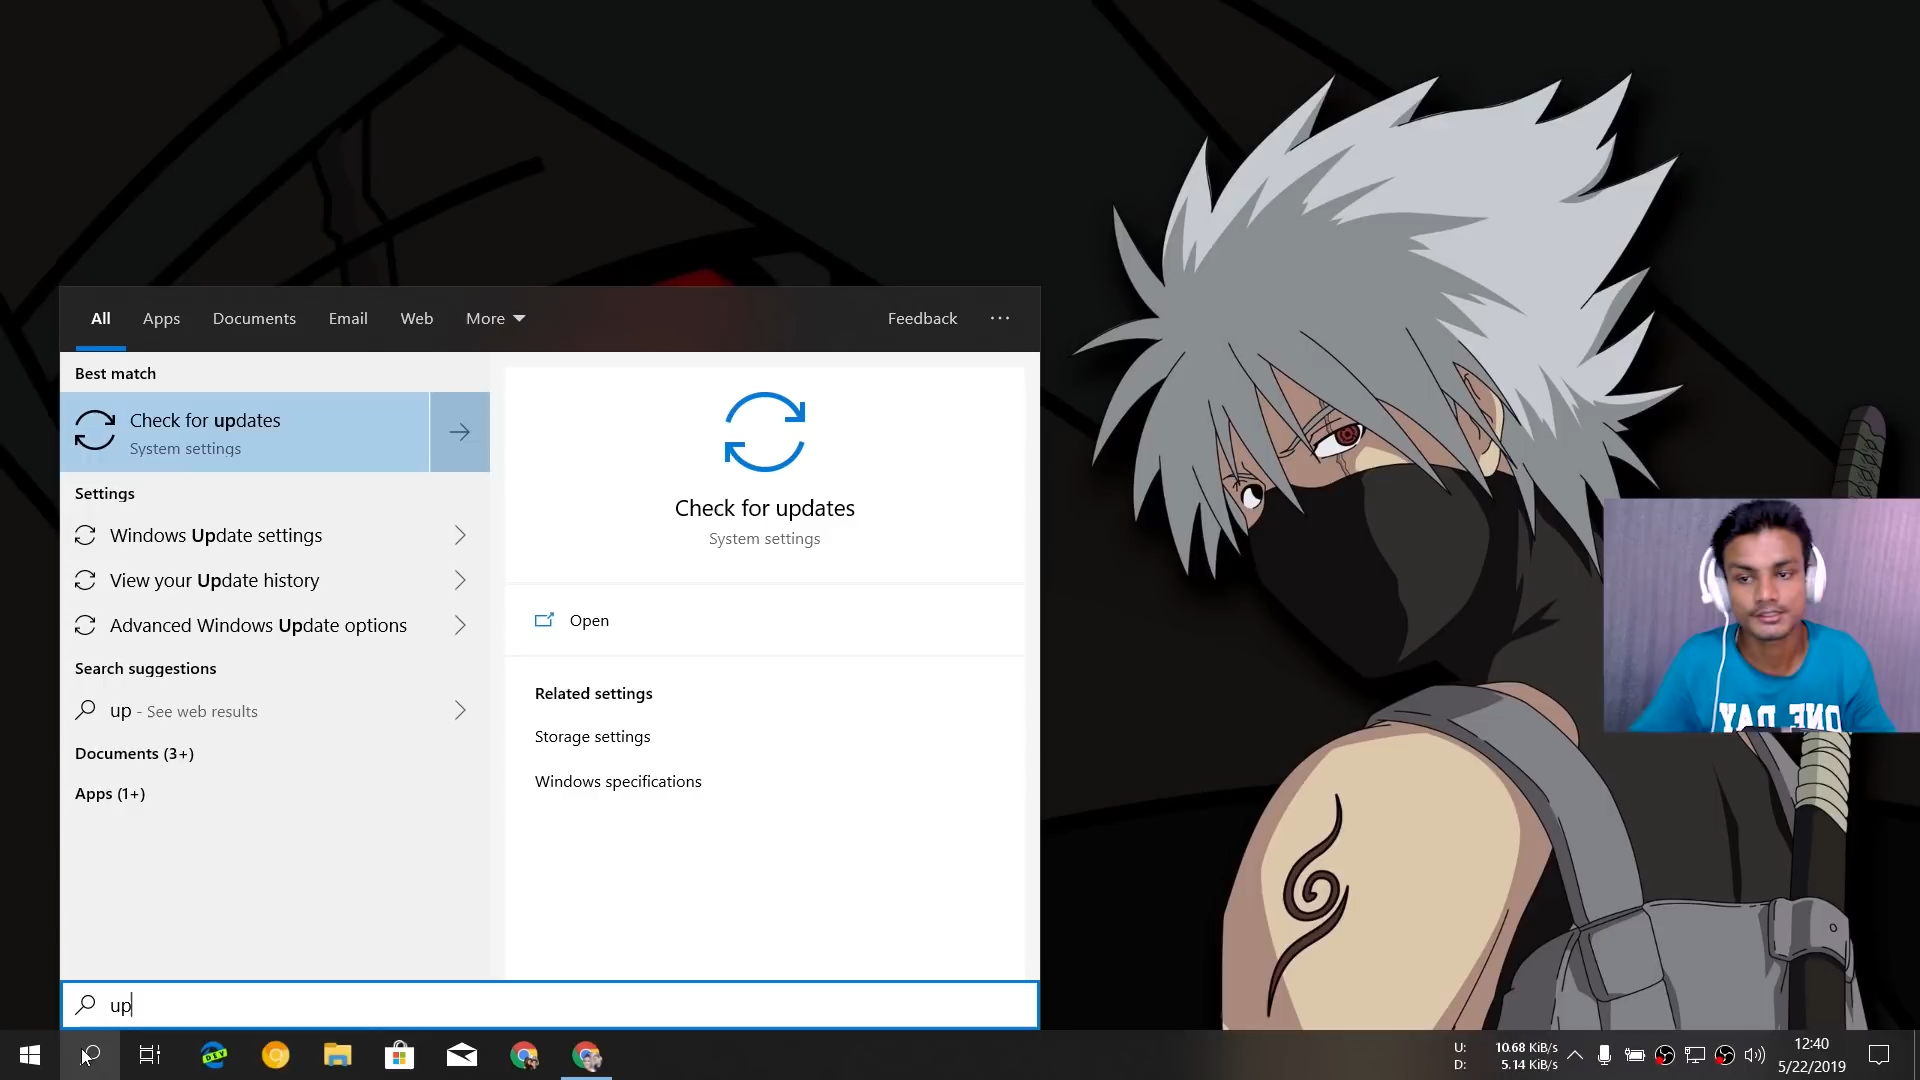 All Apps Documents Email Web More Feedback ···
Best match
Check for updates
System settings
Settings
Windows Update settings
View your Update history
Advanced Windows Update options
Search suggestions
up - See web results
Documents (3+)
Apps (1+)
Check for updates
System settings
Open
Related settings
Storage settings
Windows specifications
up
ONE DAY
DEV
U: 10.68 KiB/s
D: 5.14 KiB/s
12:40
5/22/2019